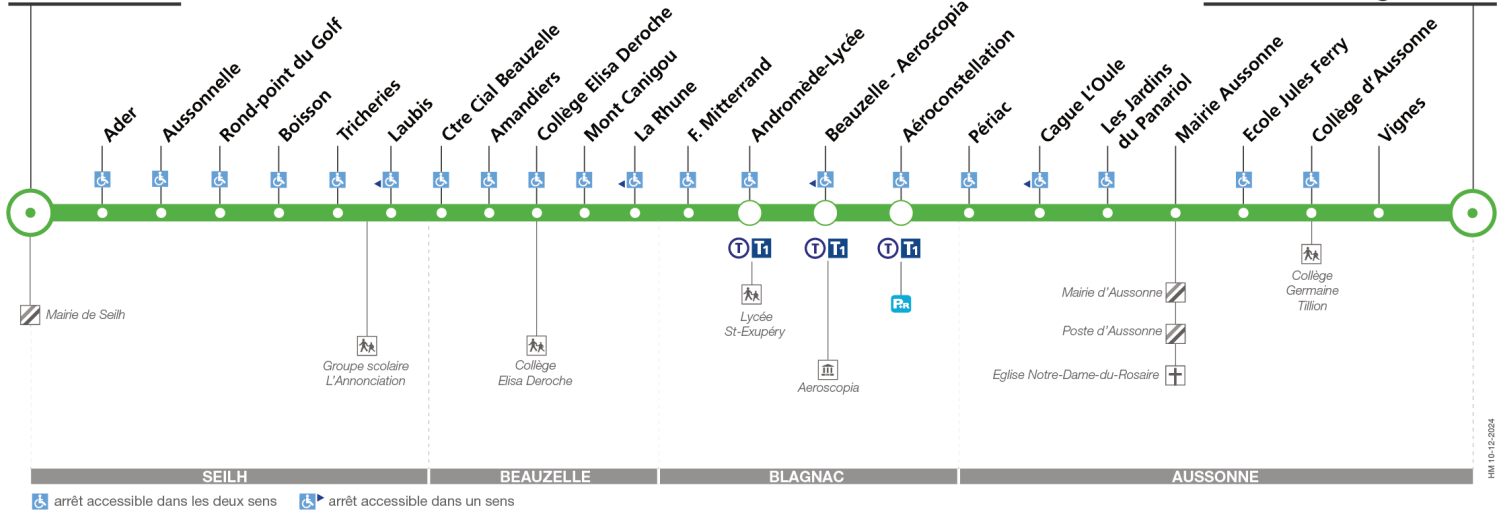 Ader
Aussonnelle
Rond-point du Golf
Boisson
Tricheries
Laubis
Ctre Cial Beauzelle
Amandiers
Collège Elisa Deroche
Mont Canigou
La Rhune
F. Mitterrand
Andromède-Lycée
Beauzelle - Aeroscopia
Aéroconstellation
Périac
Cague L'Oule
Les Jardins
du Panariol
Mairie Aussonne
Ecole Jules Ferry
Collège d'Aussonne
Vignes
T T1
T T1
T T1
P+R
Mairie de Seilh
Groupe scolaire
L'Annonciation
Collège
Elisa Deroche
Lycée
St-Exupéry
Aeroscopia
Mairie d'Aussonne
Poste d'Aussonne
Eglise Notre-Dame-du-Rosaire
Collège
Germaine
Tillion
SEILH
BEAUZELLE
BLAGNAC
AUSSONNE
arrêt accessible dans les deux sens
arrêt accessible dans un sens
HM 10-12-2024